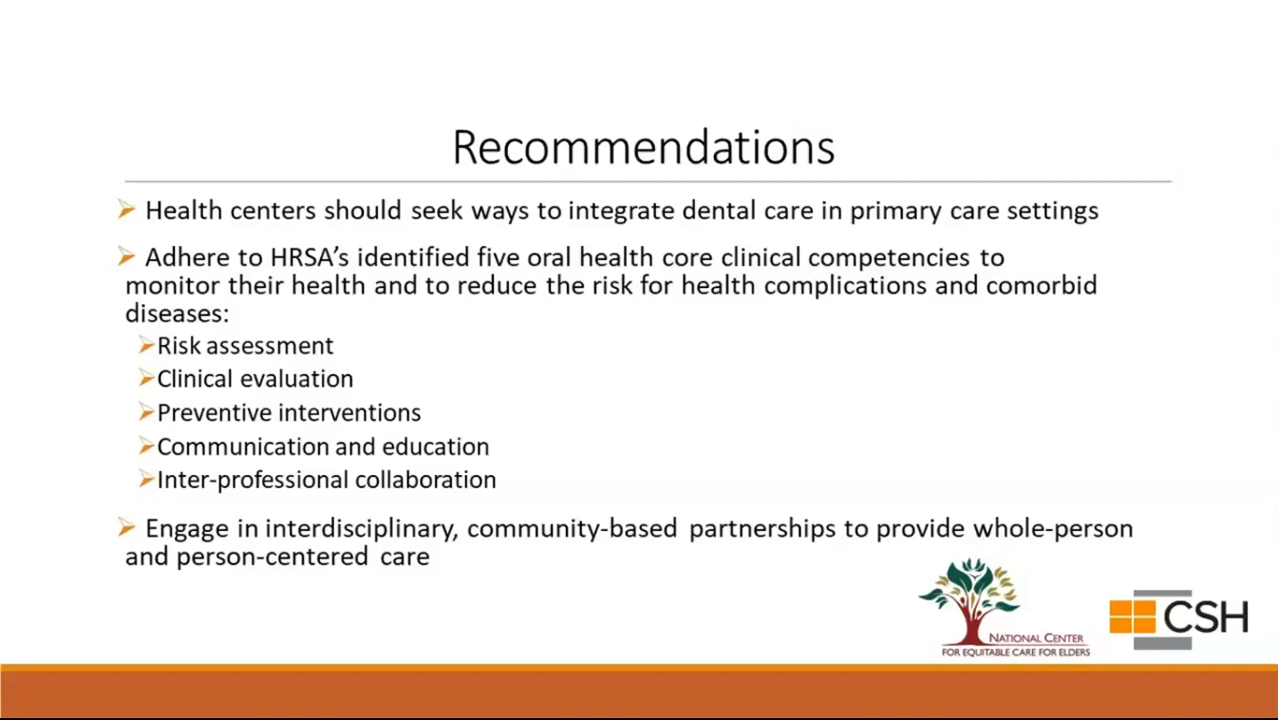 Recommendations
Health centers should seek ways to integrate dental care in primary care settings
Adhere to HRSA’s identified five oral health core clinical competencies to
monitor their health and to reduce the risk for health complications and comorbid
diseases:
Risk assessment
Clinical evaluation
Preventive interventions
Communication and education
Inter-professional collaboration
Engage in interdisciplinary, community-based partnerships to provide whole-person
and person-centered care
NATIONAL CENTER
FOR EQUITABLE CARE FOR ELDERS
CSH